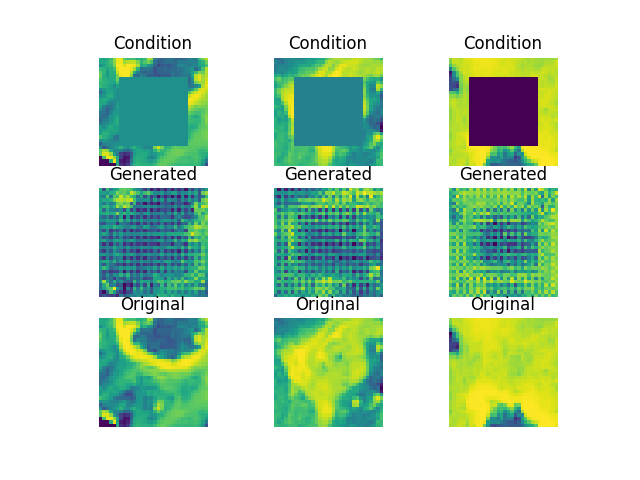 Condition Condition Condition
Generated Generated Generated
Original Original Original